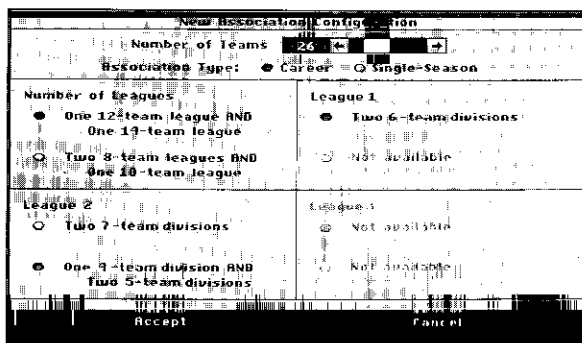 New Association Configuration
Number of Teams 26
Association Type: Career Single-Season
Number of Leagues
One 12-team league AND
One 14-team league
Two 8-team leagues AND
One 10-team league
League 1
Two 6-team divisions
Not available
League 2
Two 7-team divisions
One 4-team division AND
Two 5-team divisions
League 3
Not available
Not available
Accept
Cancel